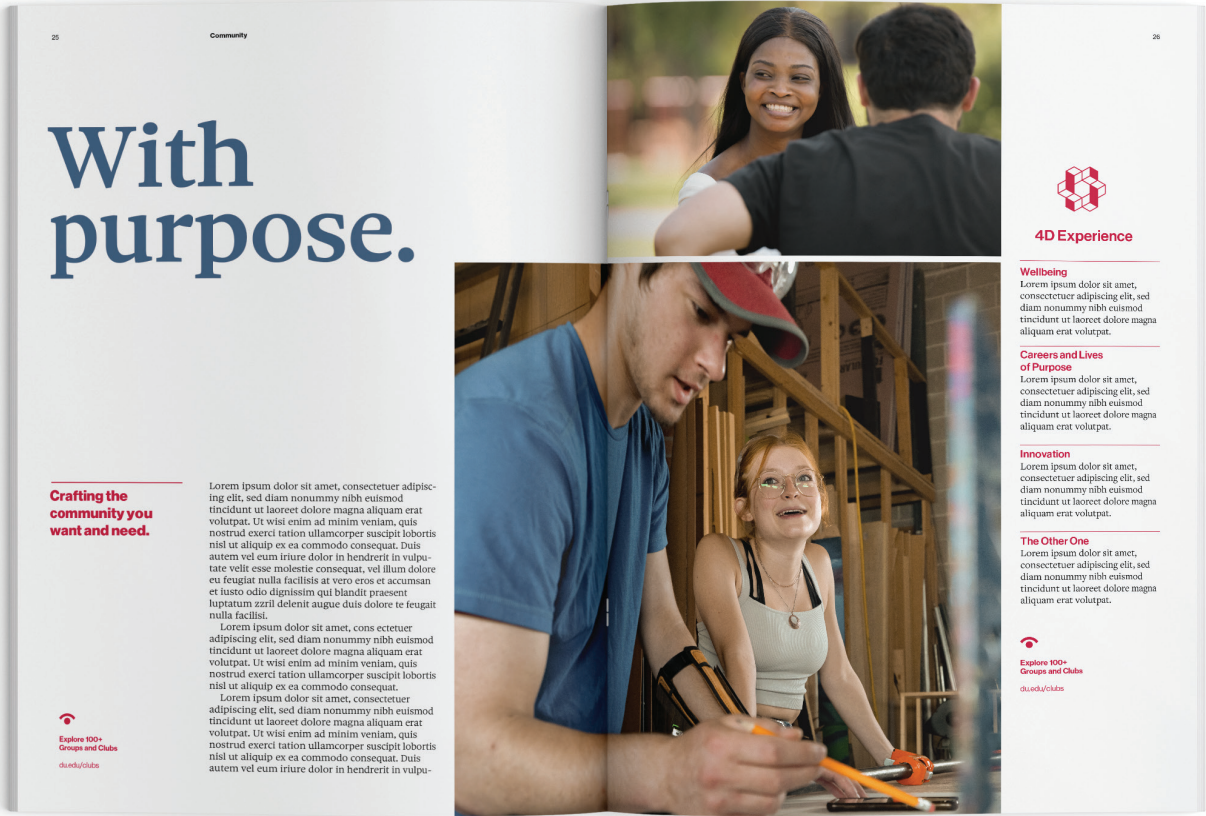 25
Community
With
purpose.
Crafting the
community you
want and need.
Lorem ipsum dolor sit amet, consectetuer adipisc-
ing elit, sed diam nonummy nibh euismod
tincidunt ut laoreet dolore magna aliquam erat
volutpat. Ut wisi enim ad minim veniam, quis
nostrud exerci tation ullamcorper suscipit lobortis
nisl ut aliquip ex ea commodo consequat. Duis
autem vel eum iriure dolor in hendrerit in vulpu-
tate velit esse molestie consequat, vel illum dolore
eu feugiat nulla facilisis at vero eros et accumsan
et iusto odio dignissim qui blandit praesent
luptatum zzril delenit augue duis dolore te feugait
nulla facilisi.
Lorem ipsum dolor sit amet, cons ectetuer
adipiscing elit, sed diam nonummy nibh euismod
tincidunt ut laoreet dolore magna aliquam erat
volutpat. Ut wisi enim ad minim veniam, quis
nostrud exerci tation ullamcorper suscipit lobortis
nisl ut aliquip ex ea commodo consequat.
Lorem ipsum dolor sit amet, consectetuer
adipiscing elit, sed diam nonummy nibh euismod
tincidunt ut laoreet dolore magna aliquam erat
volutpat. Ut wisi enim ad minim veniam, quis
nostrud exerci tation ullamcorper suscipit lobortis
nisl ut aliquip ex ea commodo consequat. Duis
autem vel eum iriure dolor in hendrerit in vulpu-
Explore 100+
Groups and Clubs
du.edu/clubs
26
4D Experience
Wellbeing
Lorem ipsum dolor sit amet,
consectetuer adipiscing elit, sed
diam nonummy nibh euismod
tincidunt ut laoreet dolore magna
aliquam erat volutpat.
Careers and Lives
of Purpose
Lorem ipsum dolor sit amet,
consectetuer adipiscing elit, sed
diam nonummy nibh euismod
tincidunt ut laoreet dolore magna
aliquam erat volutpat.
Innovation
Lorem ipsum dolor sit amet,
consectetuer adipiscing elit, sed
diam nonummy nibh euismod
tincidunt ut laoreet dolore magna
aliquam erat volutpat.
The Other One
Lorem ipsum dolor sit amet,
consectetuer adipiscing elit, sed
diam nonummy nibh euismod
tincidunt ut laoreet dolore magna
aliquam erat volutpat.
Explore 100+
Groups and Clubs
du.edu/clubs